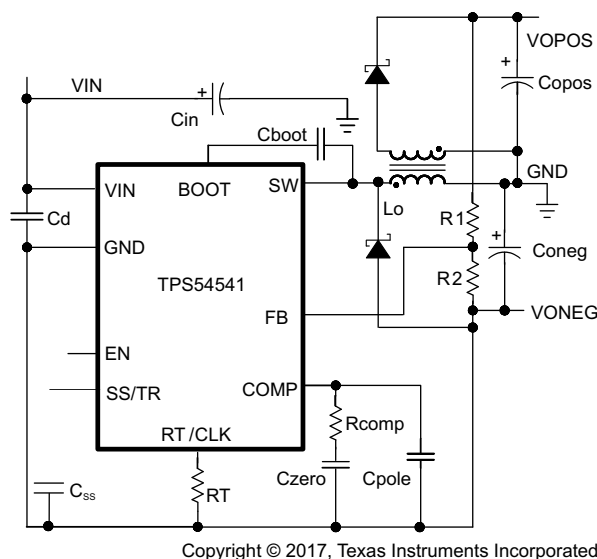 VOPOS
VIN
+
Cin
+
Copos
Cboot
GND
VIN
BOOT
SW
Cd
Lo
R1
+
Coneg
GND
TPS54541
R2
FB
VONEG
EN
SS/TR
COMP
Rcomp
RT/CLK
Czero
Cpole
Css
RT
Copyright © 2017, Texas Instruments Incorporated